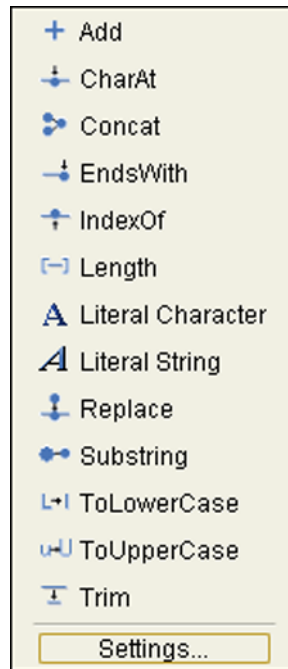 Add
CharAt
Concat
EndsWith
IndexOf
Length
Literal Character
Literal String
Replace
Substring
ToLowerCase
ToUpperCase
Trim
Settings...